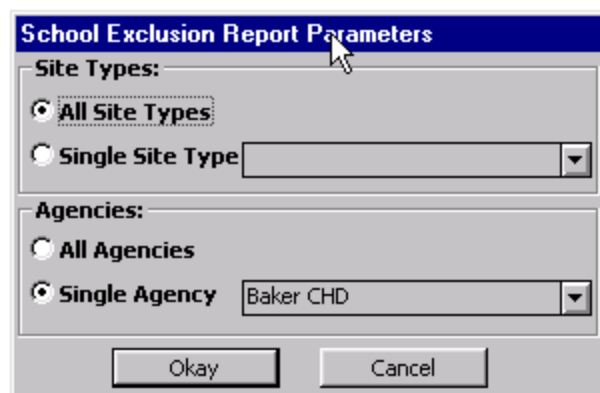 School Exclusion Report Parameters
Site Types:
All Site Types
Single Site Type
Agencies:
All Agencies
Single Agency Baker CHD
Okay Cancel